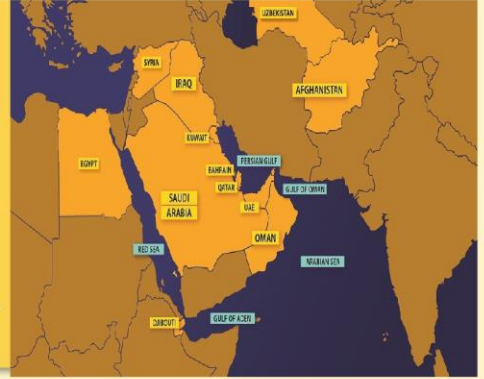 UZBEKISTAN
SYRIA
IRAQ
AFGHANISTAN
KUWAIT
EGYPT
BAHRAIN
PERSIAN GULF
QATAR
GULF OF OMAN
SAUDI
ARABIA
UAE
OMAN
RED SEA
ARABIAN SEA
DJIBOUTI
GULF OF ADEN